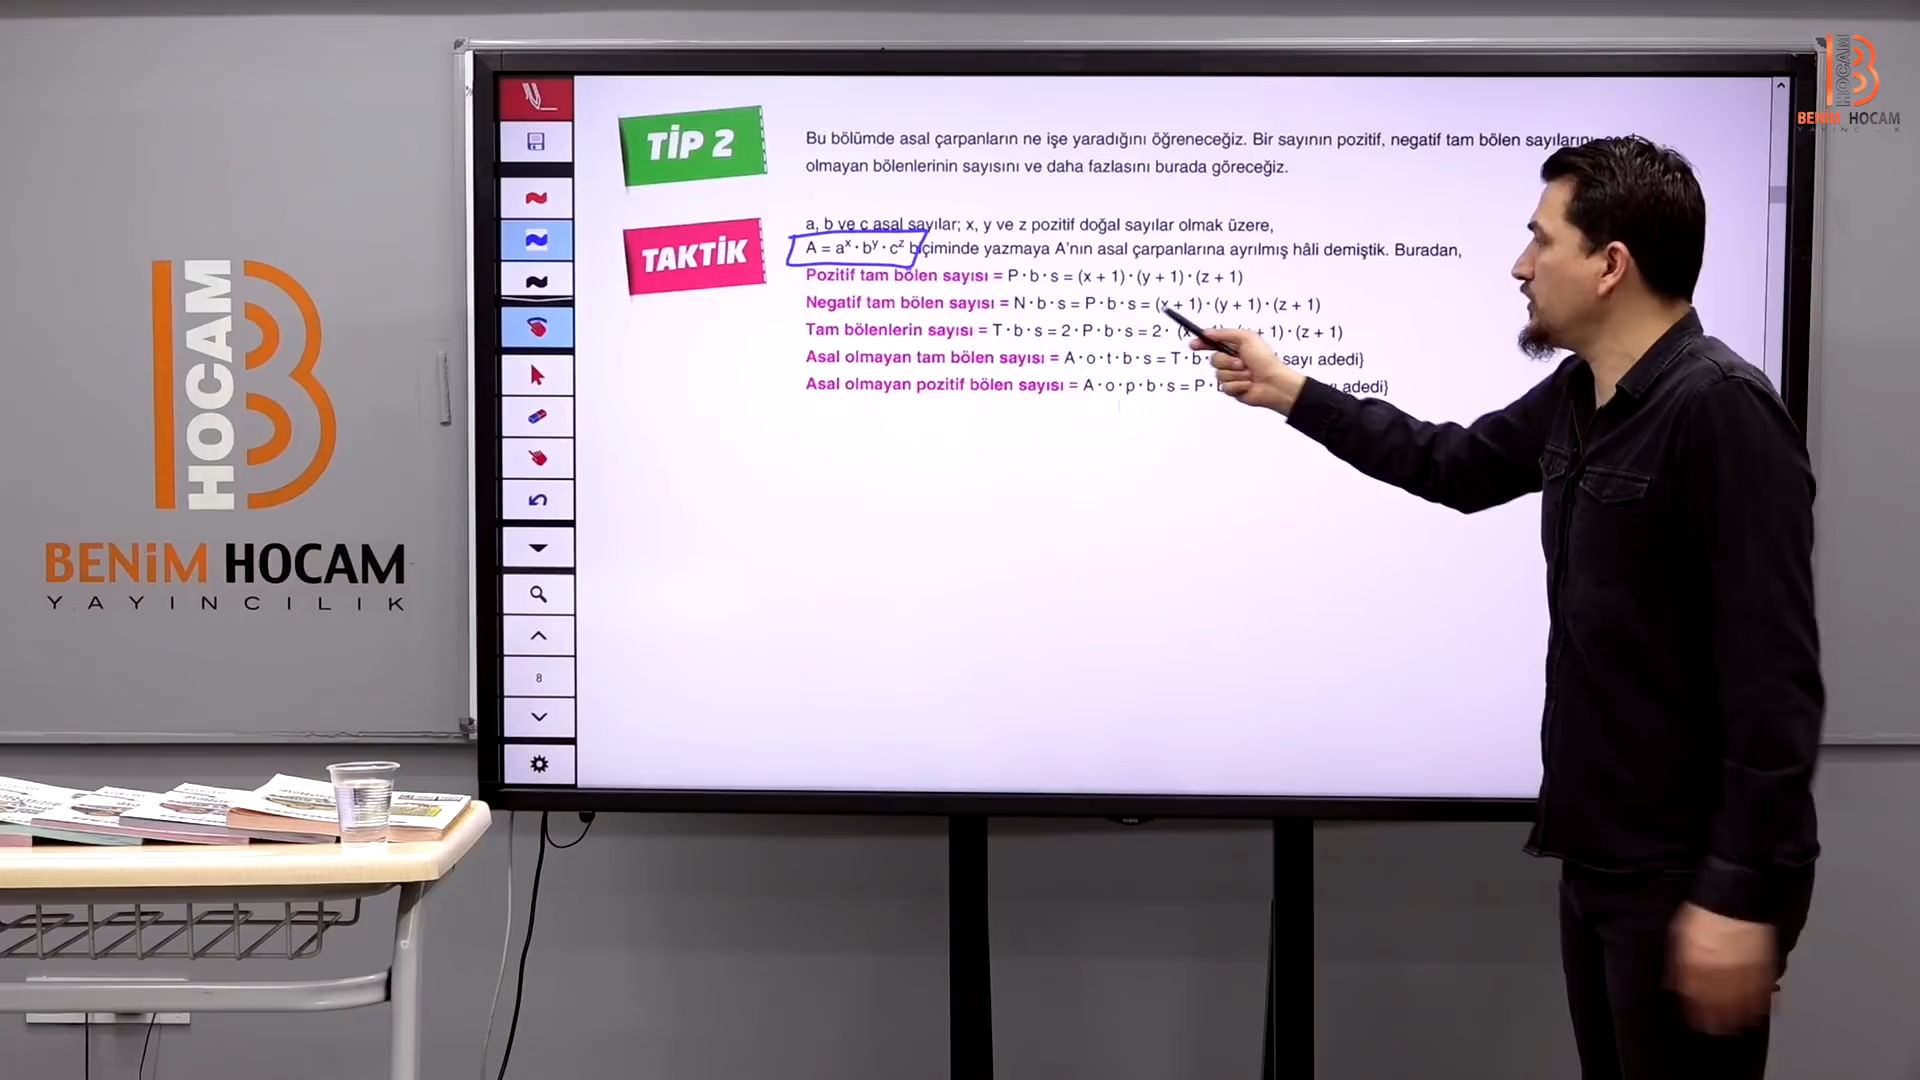 HOCAM
B
BENİM HOCAM
YAYINCILIK
TİP 2
Bu bölümde asal çarpanların ne işe yaradığını öğreneceğiz. Bir sayının pozitif, negatif tam bölen sayılarını,
olmayan bölenlerinin sayısını ve daha fazlasını burada göreceğiz.
TAKTİK
a, b ve c asal sayılar; x, y ve z pozitif doğal sayılar olmak üzere,
A = aˣ · bʸ · cᶻ biçiminde yazmaya A'nın asal çarpanlarına ayrılmış hâli demiştik. Buradan,
Pozitif tam bölen sayısı = P · b · s = (x + 1) · (y + 1) · (z + 1)
Negatif tam bölen sayısı = N · b · s = P · b · s = (x + 1) · (y + 1) · (z + 1)
Tam bölenlerin sayısı = T · b · s = 2 · P · b · s = 2 · (x + 1) · (y + 1) · (z + 1)
Asal olmayan tam bölen sayısı = A · o · t · b · s = T · b · sayı adedi}
Asal olmayan pozitif bölen sayısı = A · o · p · b · s = P · adedi}
8
HOCAM
B
BENİM HOCAM
YAYINCILIK